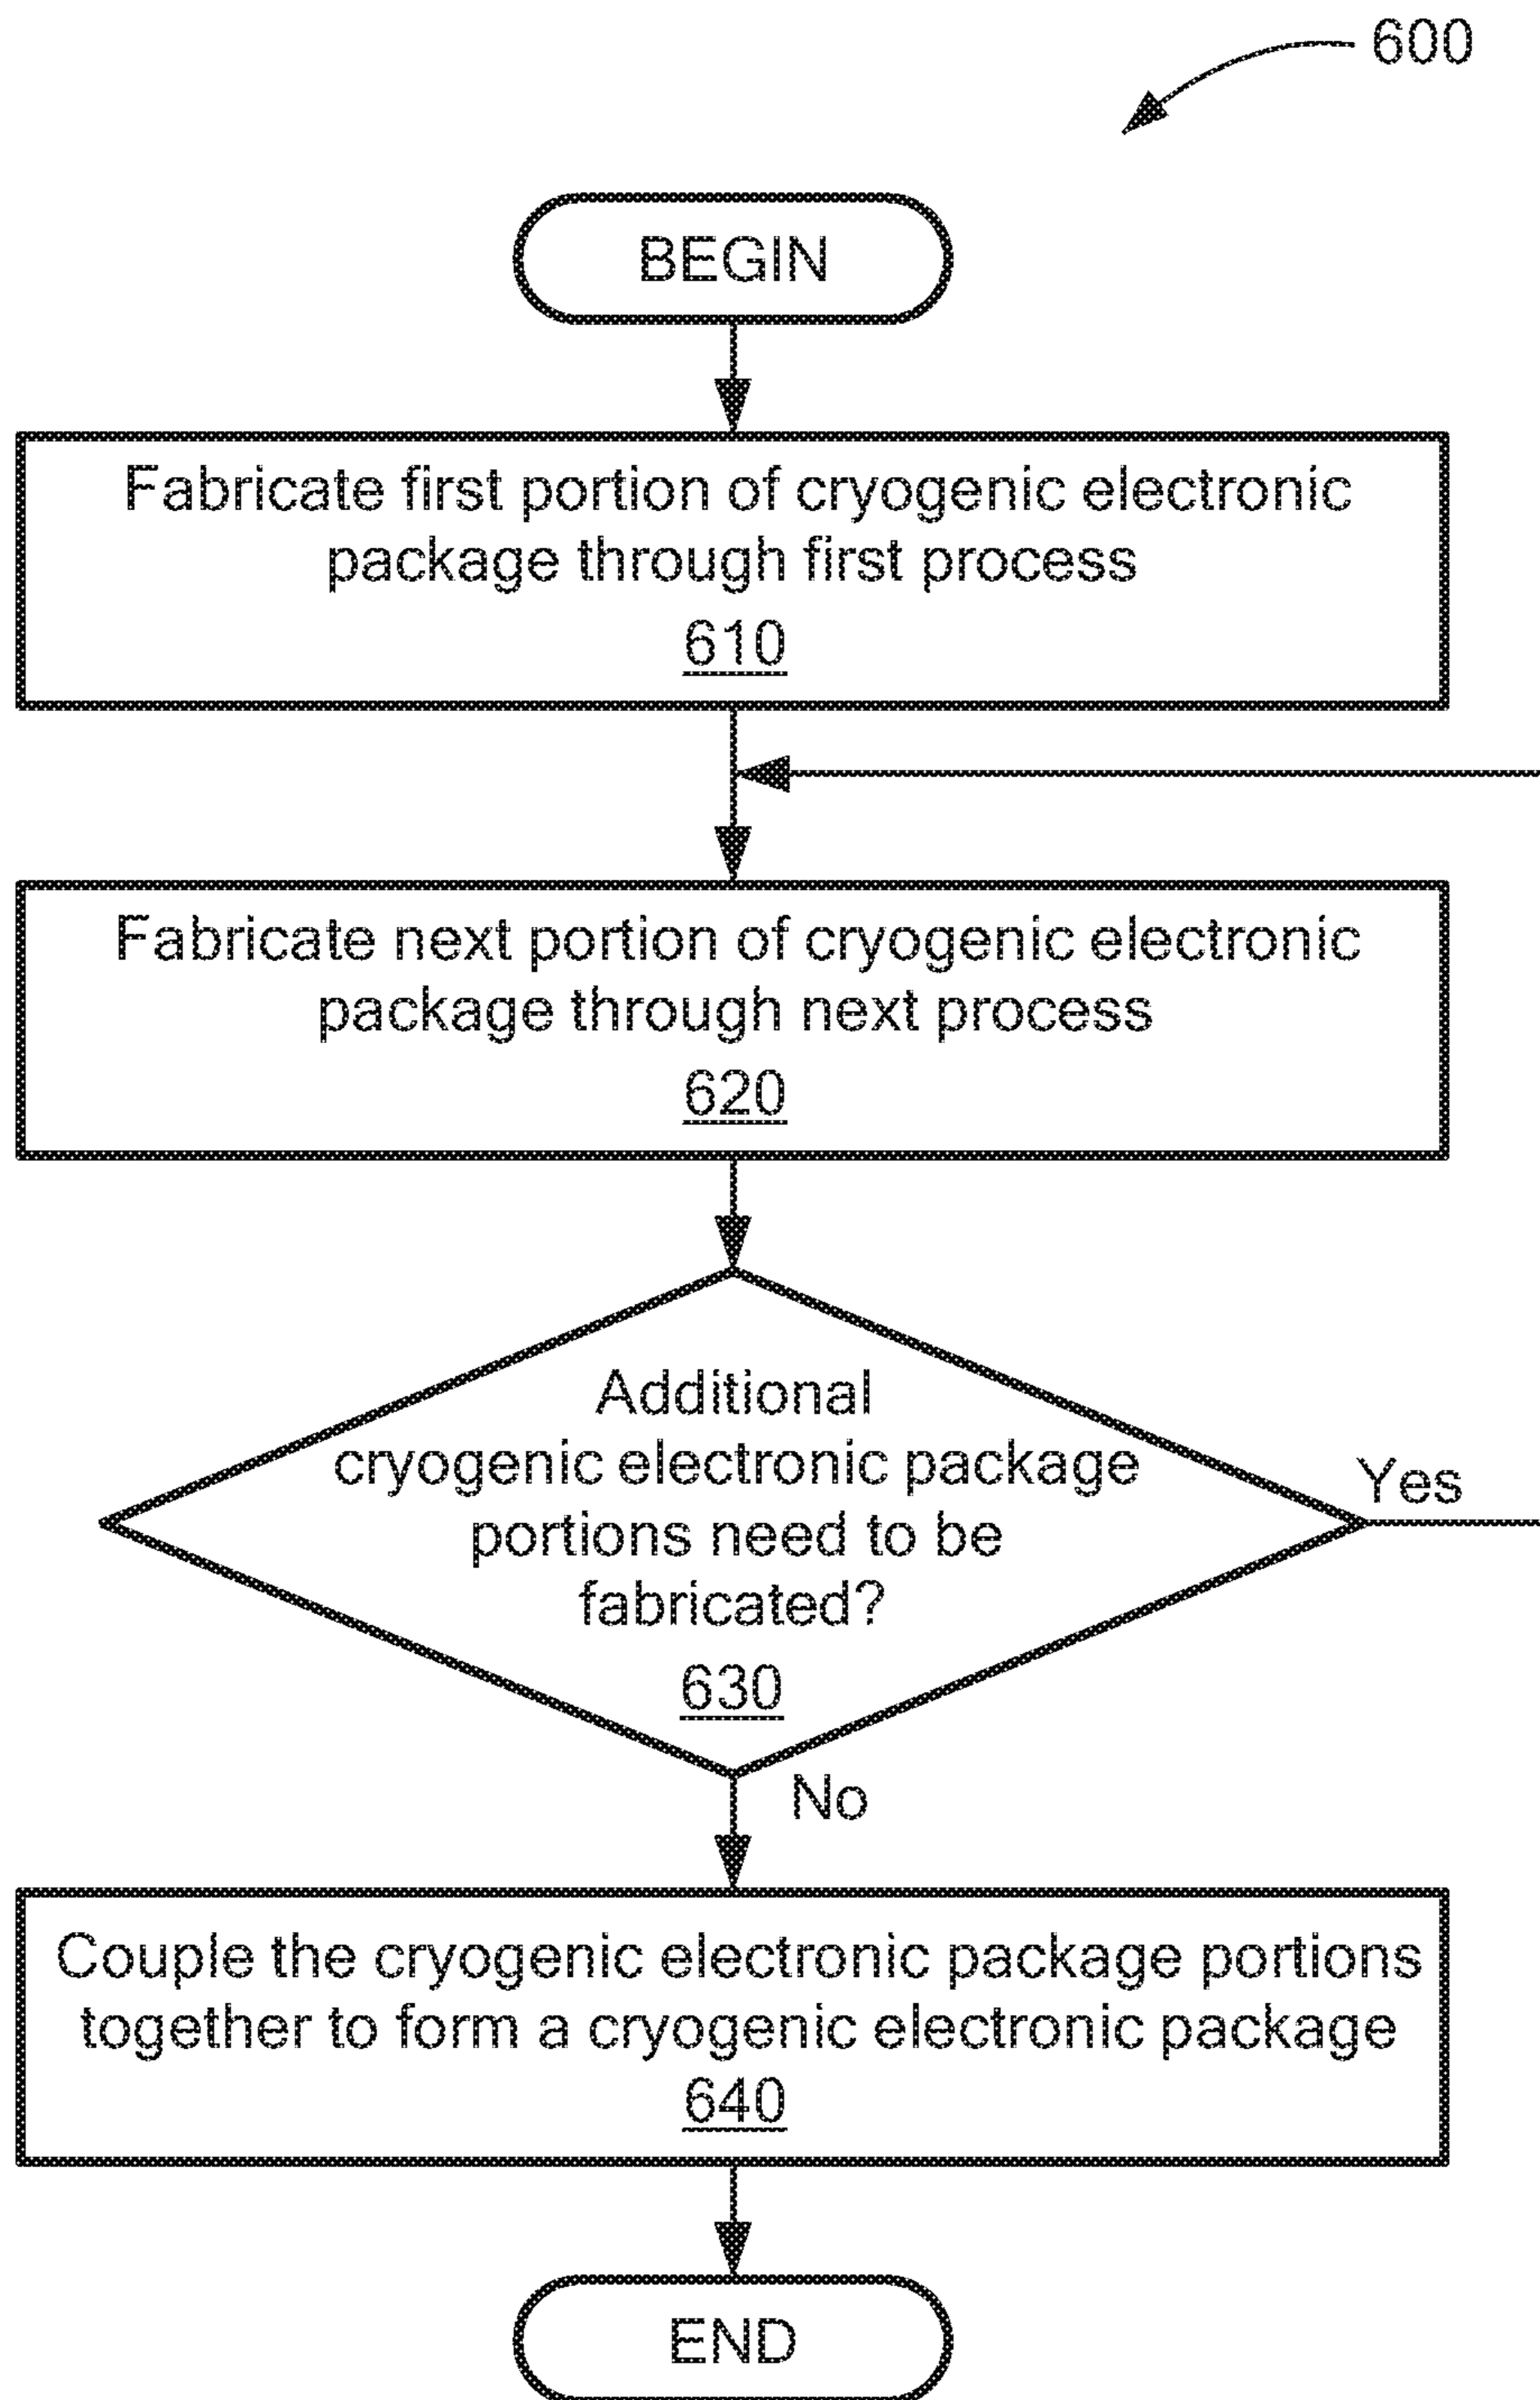 600
BEGIN
Fabricate first portion of cryogenic electronic
package through first process
610
Fabricate next portion of cryogenic electronic
package through next process
620
Additional
cryogenic electronic package
portions need to be
fabricated?
630
Yes
No
Couple the cryogenic electronic package portions
together to form a cryogenic electronic package
640
END